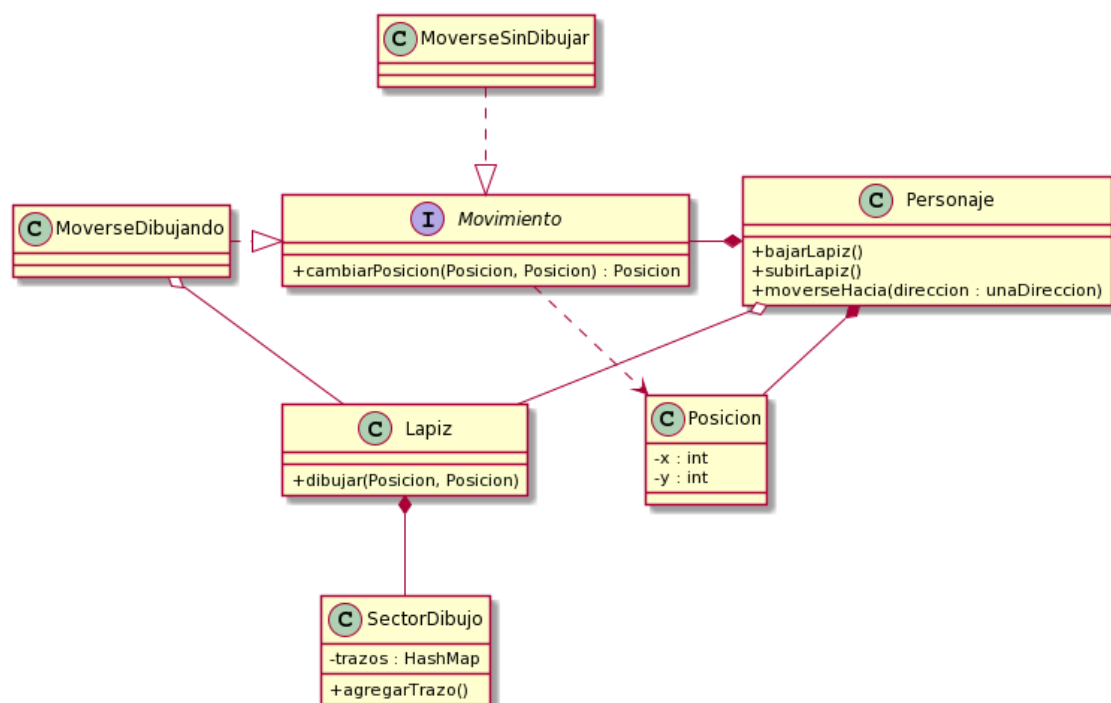 C MoverseSinDibujar
C MoverseDibujando
I Movimiento
+cambiarPosicion(Posicion, Posicion) : Posicion
C Personaje
+bajarLapiz()
+subirLapiz()
+moverseHacia(direccion : unaDireccion)
C Lapiz
+dibujar(Posicion, Posicion)
C Posicion
-x : int
-y : int
C SectorDibujo
-trazos : HashMap
+agregarTrazo()